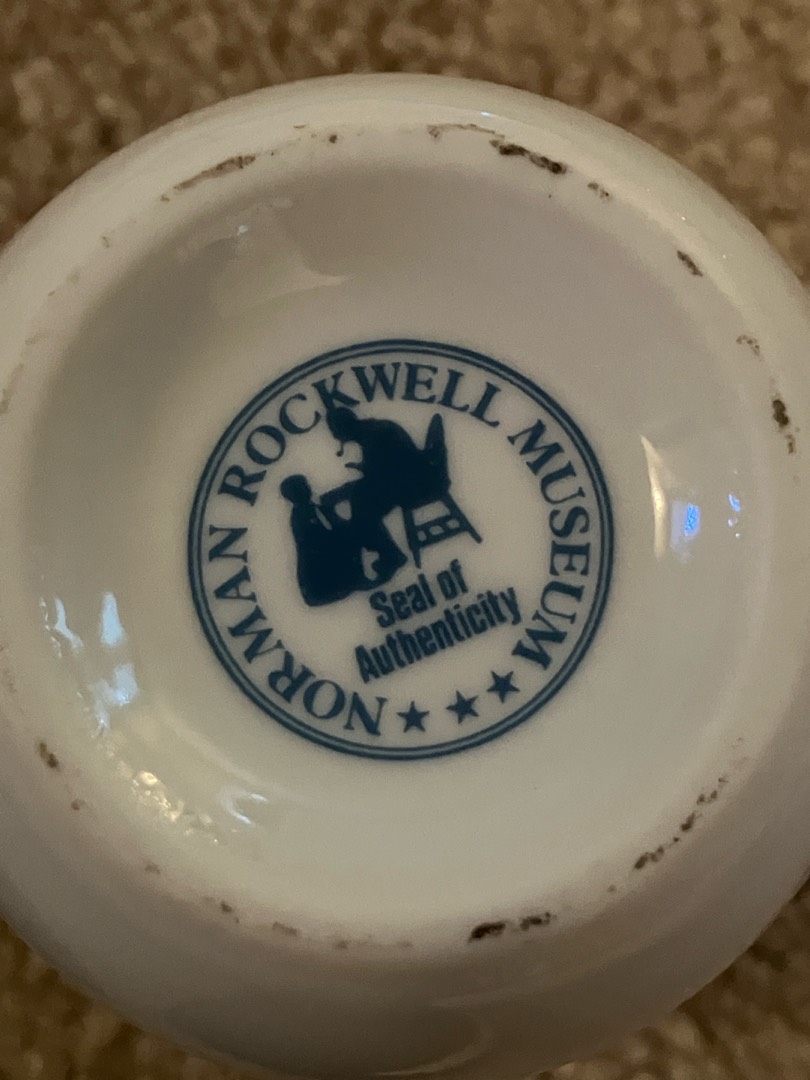 NORMAN ROCKWELL MUSEUM
Seal of
Authenticity